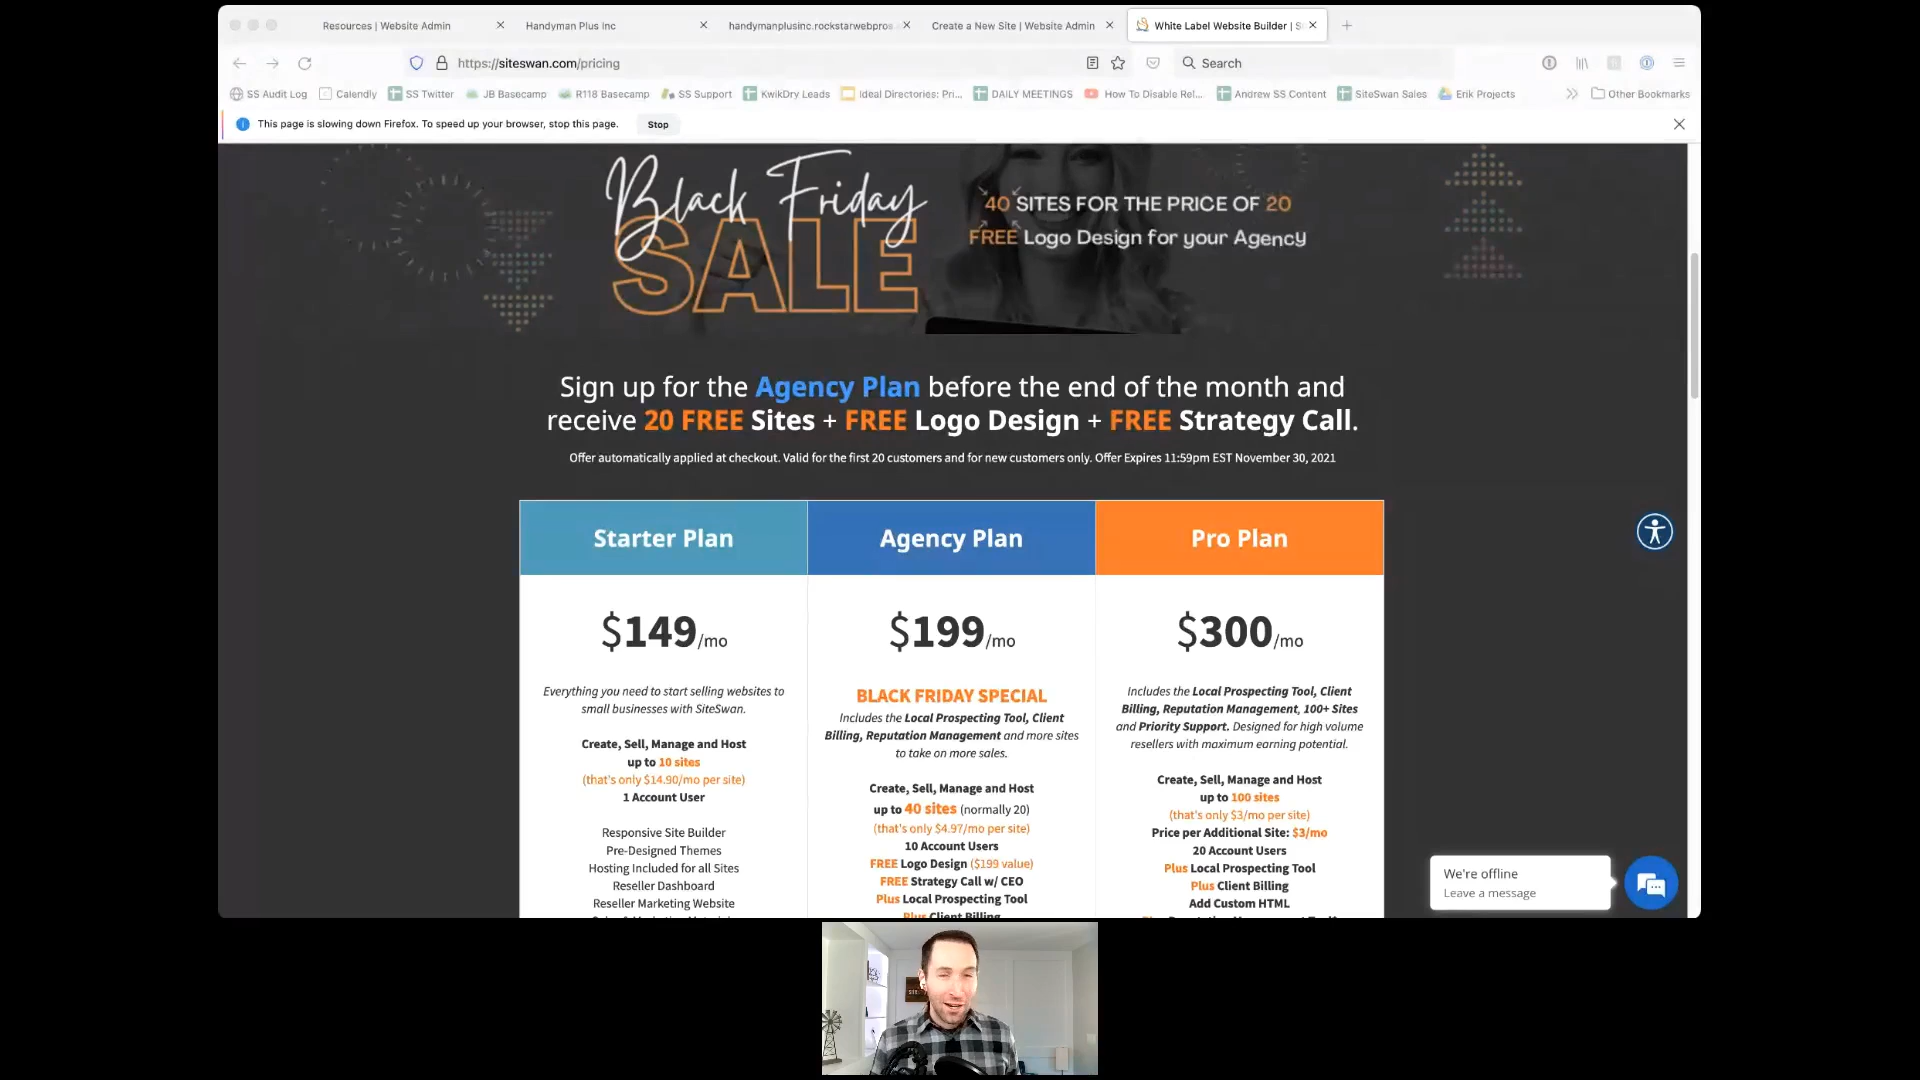 Resources | Website Admin
Handyman Plus Inc
handymanplusinc.rockstarwebpros.
Create a New Site | Website Admin
White Label Website Builder | S
https://siteswan.com/pricing
Search
SS Audit Log
Calendly
SS Twitter
JB Basecamp
R118 Basecamp
SS Support
KwikDry Leads
Ideal Directories: Pri...
DAILY MEETINGS
How To Disable Rel...
Andrew SS Content
SiteSwan Sales
Erik Projects
Other Bookmarks
This page is slowing down Firefox. To speed up your browser, stop this page.
Stop
Black Friday
SALE
40 SITES FOR THE PRICE OF 20
FREE Logo Design for your Agency
Sign up for the Agency Plan before the end of the month and
receive 20 FREE Sites + FREE Logo Design + FREE Strategy Call.
Offer automatically applied at checkout. Valid for the first 20 customers and for new customers only. Offer Expires 11:59pm EST November 30, 2021
Starter Plan
$149/mo
Everything you need to start selling websites to
small businesses with SiteSwan.
Create, Sell, Manage and Host
up to 10 sites
(that's only $14.90/mo per site)
1 Account User
Responsive Site Builder
Pre-Designed Themes
Hosting Included for all Sites
Reseller Dashboard
Reseller Marketing Website
Agency Plan
$199/mo
BLACK FRIDAY SPECIAL
Includes the Local Prospecting Tool, Client
Billing, Reputation Management and more sites
to take on more sales.
Create, Sell, Manage and Host
up to 40 sites (normally 20)
(that's only $4.97/mo per site)
10 Account Users
FREE Logo Design ($199 value)
FREE Strategy Call w/ CEO
Plus Local Prospecting Tool
Plus Client Billing
Pro Plan
$300/mo
Includes the Local Prospecting Tool, Client
Billing, Reputation Management, 100+ Sites
and Priority Support. Designed for high volume
resellers with maximum earning potential.
Create, Sell, Manage and Host
up to 100 sites
(that's only $3/mo per site)
Price per Additional Site: $3/mo
20 Account Users
Plus Local Prospecting Tool
Plus Client Billing
Add Custom HTML
We're offline
Leave a message